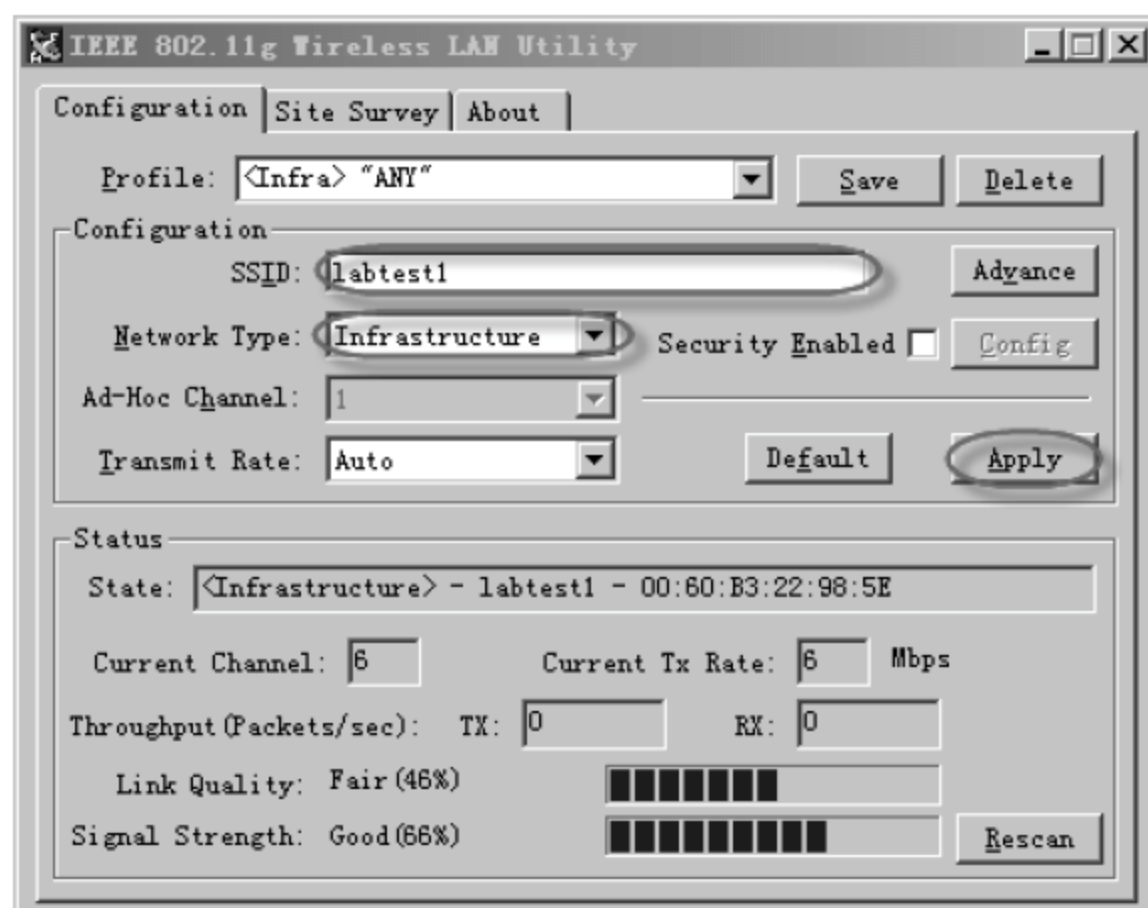 IEEE 802.11g Wireless LAN Utility
Configuration Site Survey About
Profile: <Infra> "ANY" Save Delete
Configuration
SSID: labtest1 Advance
Network Type: Infrastructure Security Enabled Config
Ad-Hoc Channel: 1
Transmit Rate: Auto Default Apply
Status
State: <Infrastructure> - labtest1 - 00:60:B3:22:98:5E
Current Channel: 6 Current Tx Rate: 6 Mbps
Throughput(Packets/sec): TX: 0 RX: 0
Link Quality: Fair(46%)
Signal Strength: Good(66%) Rescan